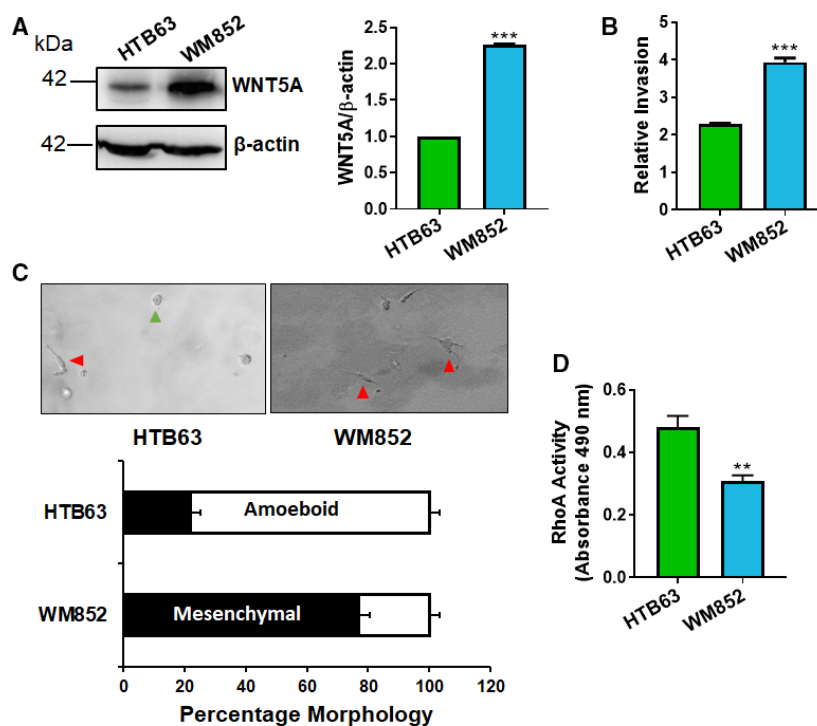 A
kDa
HTB63
WM852
42
WNT5A
42
β-actin
WNT5A/β-actin
2.5
2.0
1.5
1.0
0.5
0.0
***
HTB63
WM852
B
Relative Invasion
6
4
2
0
***
HTB63
WM852
C
HTB63
WM852
HTB63
Amoeboid
WM852
Mesenchymal
0 20 40 60 80 100 120
Percentage Morphology
D
RhoA Activity
(Absorbance 490 nm)
0.6
0.4
0.2
0.0
**
HTB63
WM852